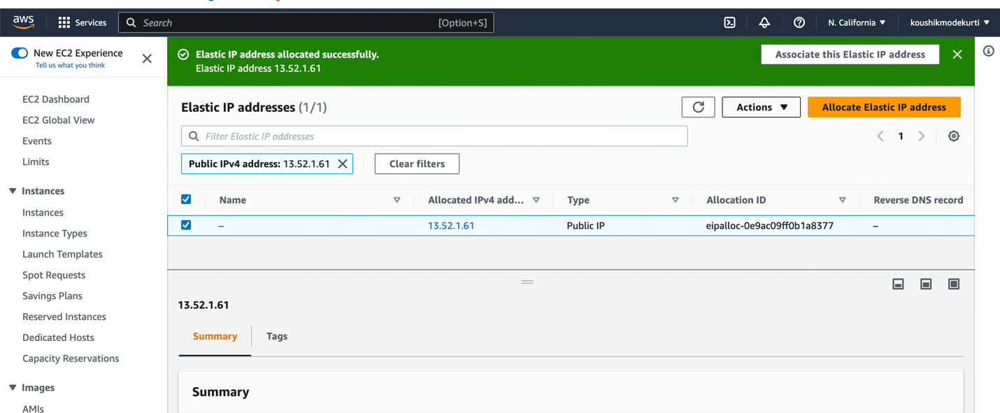 aws
Services
Search
[Option+S]
N. California
koushikmodekurti
New EC2 Experience
Tell us what you think
EC2 Dashboard
EC2 Global View
Events
Limits
Instances
Instances
Instance Types
Launch Templates
Spot Requests
Savings Plans
Reserved Instances
Dedicated Hosts
Capacity Reservations
Images
AMIs
Elastic IP address allocated successfully.
Elastic IP address 13.52.1.61
Associate this Elastic IP address
Elastic IP addresses (1/1)
Actions
Allocate Elastic IP address
Filter Elastic IP addresses
1
Public IPv4 address: 13.52.1.61
Clear filters
Name Allocated IPv4 add... Type Allocation ID Reverse DNS record
– 13.52.1.61 Public IP eipalloc-0e9ac09ff0b1a8377 –
13.52.1.61
Summary
Tags
Summary